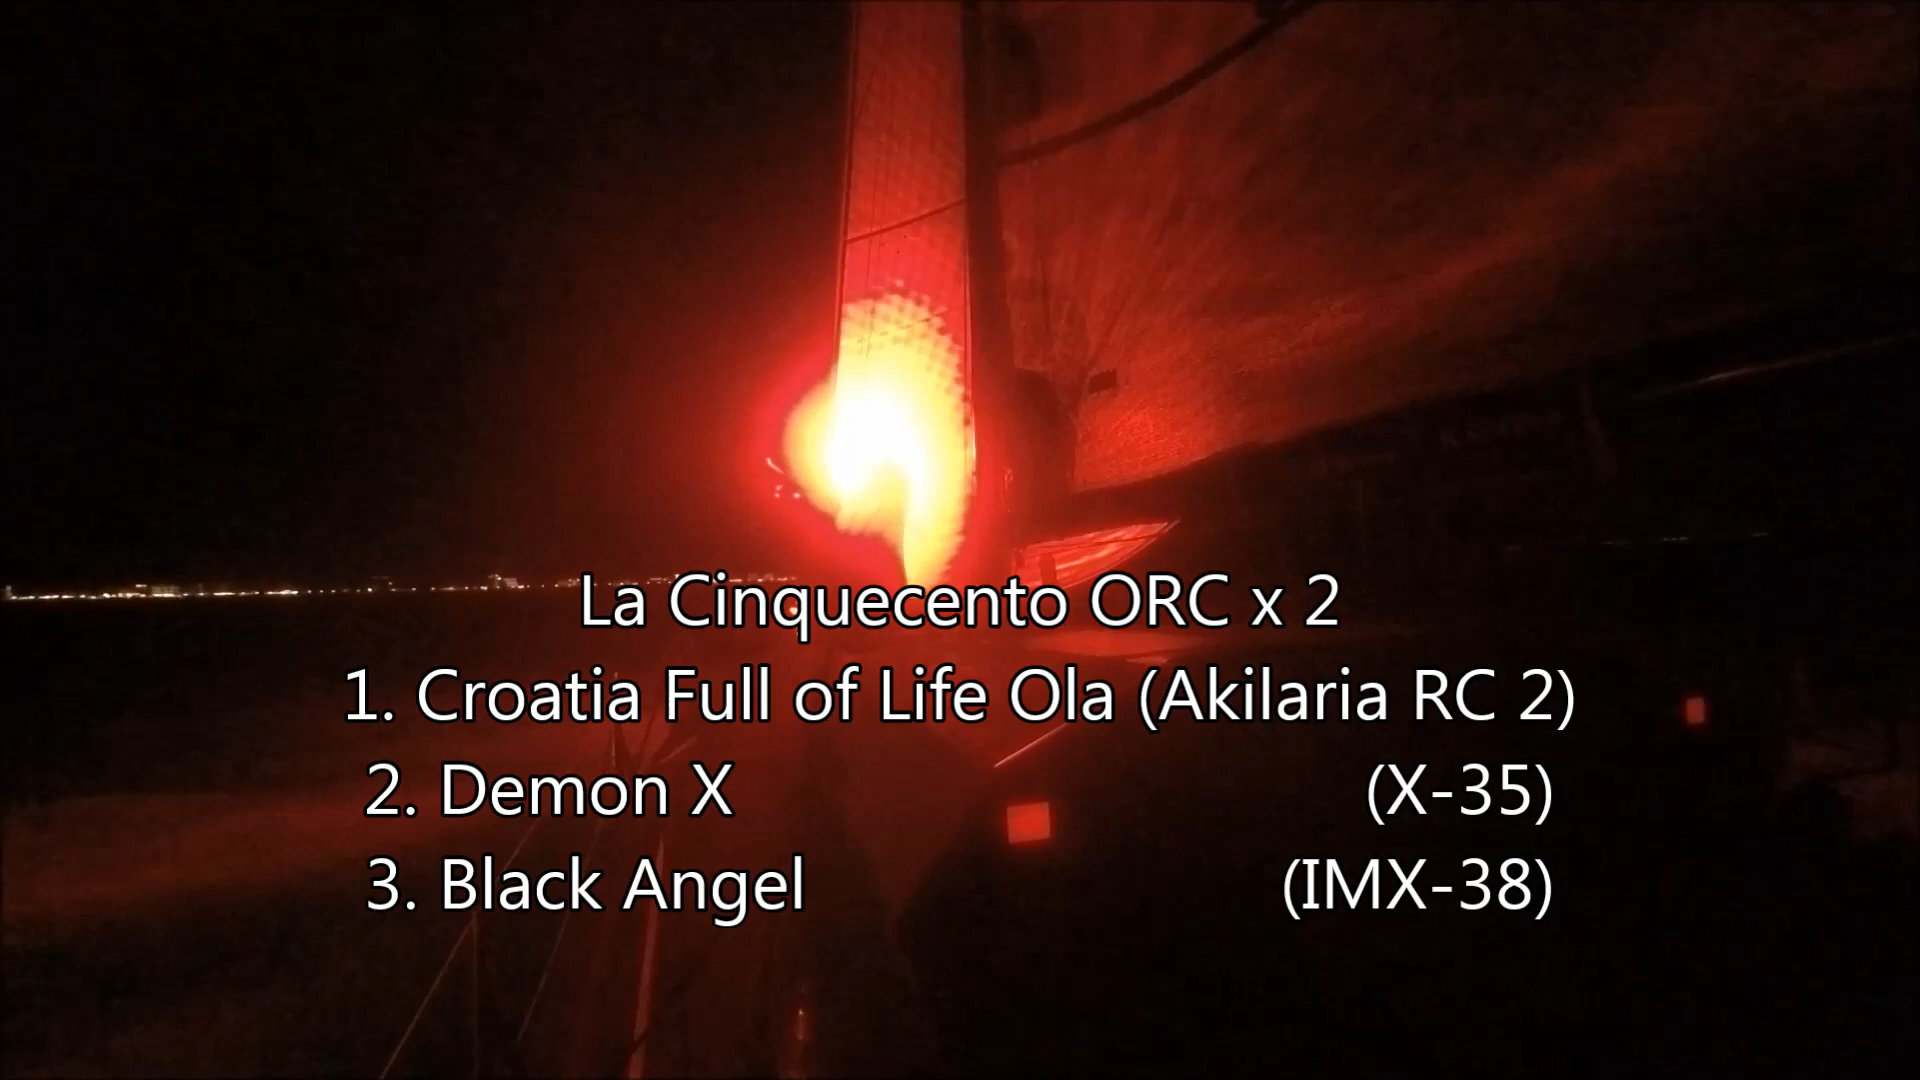 La Cinquecento ORC x 2
1. Croatia Full of Life Ola (Akilaria RC 2)
2. Demon X (X-35)
3. Black Angel (IMX-38)